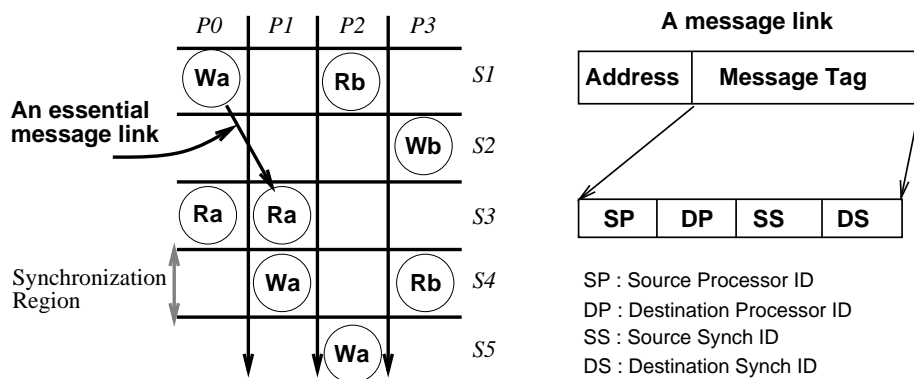 P0 P1 P2 P3
Wa Rb S1
An essential
message link
Wb S2
Ra Ra S3
Synchronization
Region
Wa Rb S4
Wa S5
A message link
Address Message Tag
SP DP SS DS
SP : Source Processor ID
DP : Destination Processor ID
SS : Source Synch ID
DS : Destination Synch ID